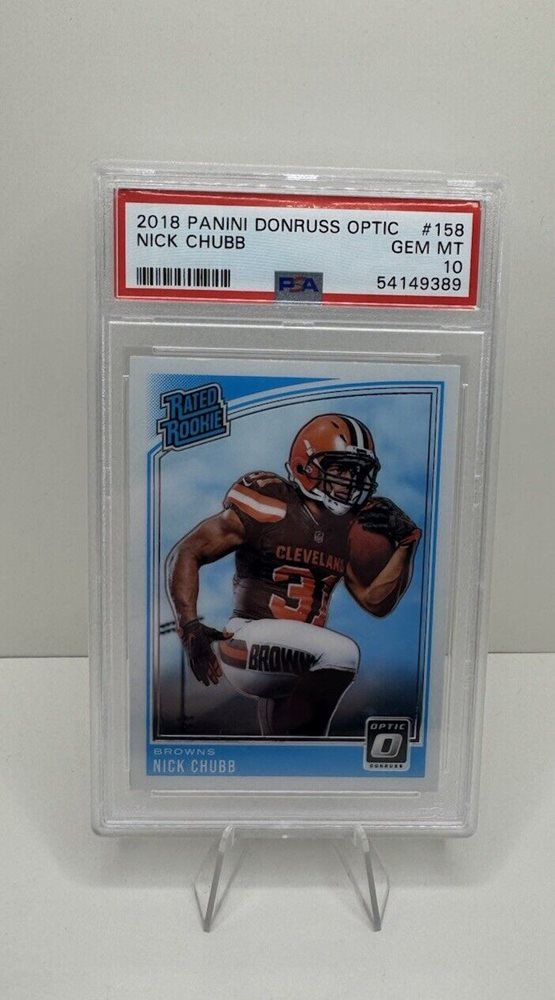 2018 PANINI DONRUSS OPTIC #158
NICK CHUBB GEM MT
10
PSA 54149389
RATED
ROOKIE
CLEVELAND
31
BROWNS
BROWNS
NICK CHUBB
OPTIC
DONRUSS